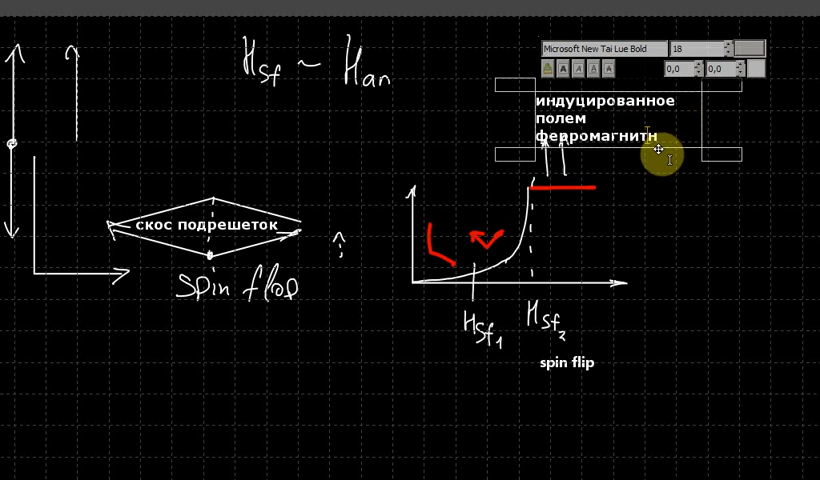 Microsoft New Tai Lue Bold 18
A A A A 0,0 0,0
Hsf ~ Han
индуцированное
полем
ферромагнитн
скос подрешеток
spin flop
Hsf1 Hsf2
spin flip